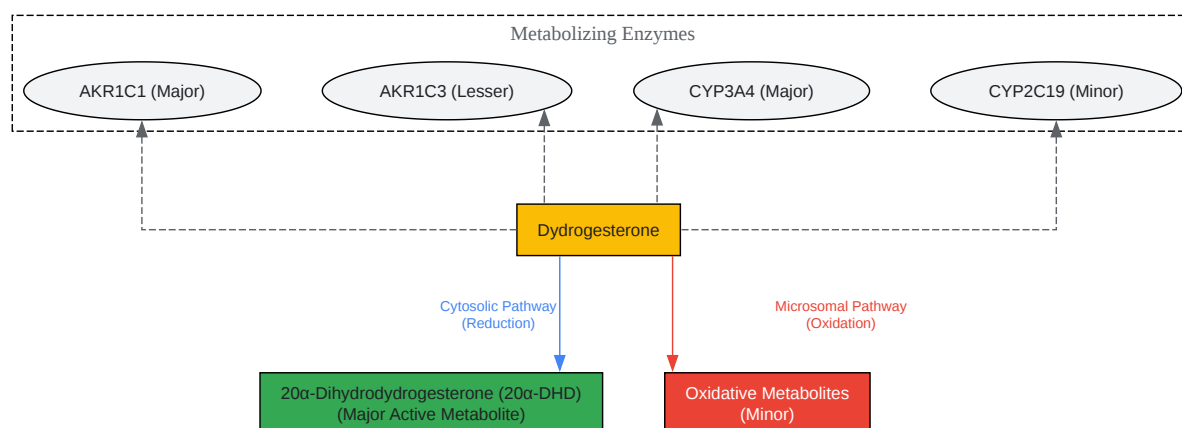 Metabolizing Enzymes
AKR1C1 (Major)
AKR1C3 (Lesser)
CYP3A4 (Major)
CYP2C19 (Minor)
Dydrogesterone
Cytosolic Pathway
(Reduction)
Microsomal Pathway
(Oxidation)
20α-Dihydrodydrogesterone (20α-DHD)
(Major Active Metabolite)
Oxidative Metabolites
(Minor)